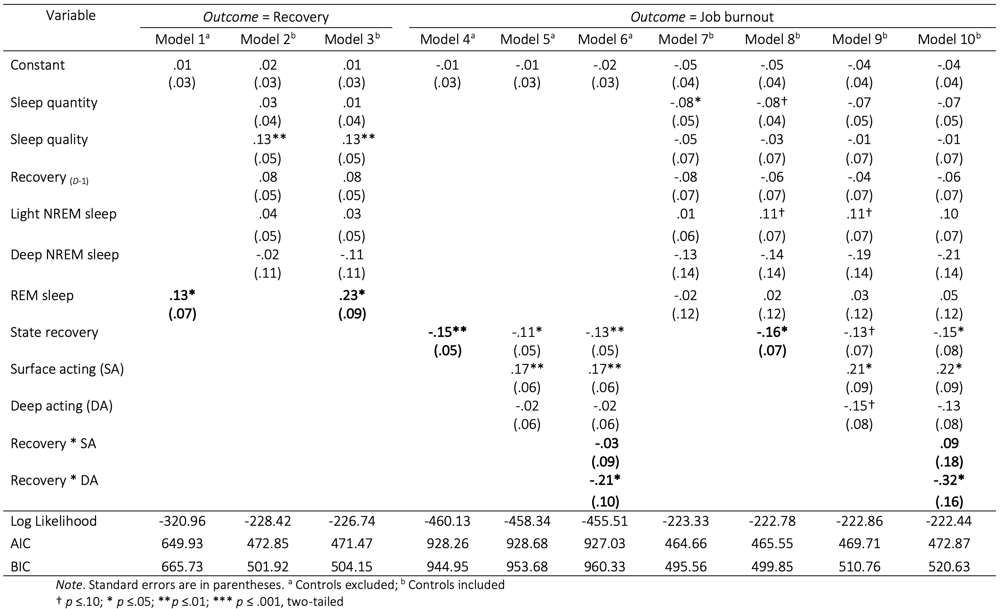 Variable Outcome = Recovery Outcome = Job burnout
Model 1a Model 2b Model 3b Model 4a Model 5a Model 6a Model 7b Model 8b Model 9b Model 10b
Constant .01 .02 .01 -.01 -.01 -.02 -.05 -.05 -.04 -.04
(.03) (.03) (.03) (.03) (.03) (.03) (.04) (.04) (.04) (.04)
Sleep quantity .03 .01 -.08* -.08† -.07 -.07
(.04) (.04) (.05) (.04) (.05) (.05)
Sleep quality .13** .13** -.05 -.03 -.01 -.01
(.05) (.05) (.07) (.07) (.07) (.07)
Recovery (D-1) .08 .08 -.08 -.06 -.04 -.06
(.05) (.05) (.07) (.07) (.07) (.07)
Light NREM sleep .04 .03 .01 .11† .11† .10
(.05) (.05) (.06) (.07) (.07) (.07)
Deep NREM sleep -.02 -.11 -.13 -.14 -.19 -.21
(.11) (.11) (.14) (.14) (.14) (.14)
REM sleep .13* .23* -.02 .02 .03 .05
(.07) (.09) (.12) (.12) (.12) (.12)
State recovery -.15** -.11* -.13** -.16* -.13† -.15*
(.05) (.05) (.05) (.07) (.07) (.08)
Surface acting (SA) .17** .17** .21* .22*
(.06) (.06) (.09) (.09)
Deep acting (DA) -.02 -.02 -.15† -.13
(.06) (.06) (.08) (.08)
Recovery * SA -.03 .09
(.09) (.18)
Recovery * DA -.21* -.32*
(.10) (.16)
Log Likelihood -320.96 -228.42 -226.74 -460.13 -458.34 -455.51 -223.33 -222.78 -222.86 -222.44
AIC 649.93 472.85 471.47 928.26 928.68 927.03 464.66 465.55 469.71 472.87
BIC 665.73 501.92 504.15 944.95 953.68 960.33 495.56 499.85 510.76 520.63
Note. Standard errors are in parentheses. a Controls excluded; b Controls included
† p ≤.10; * p ≤.05; **p ≤.01; *** p ≤ .001, two-tailed